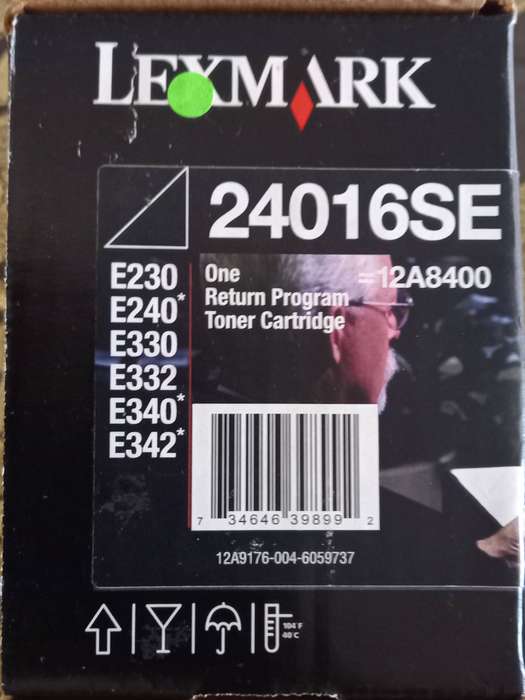 LEXMARK
24016SE
E230
E240*
E330
E332
E340*
E342*
One
Return Program
Toner Cartridge
=12A8400
7 34646 39899 2
12A9176-004-6059737
104°F
40°C